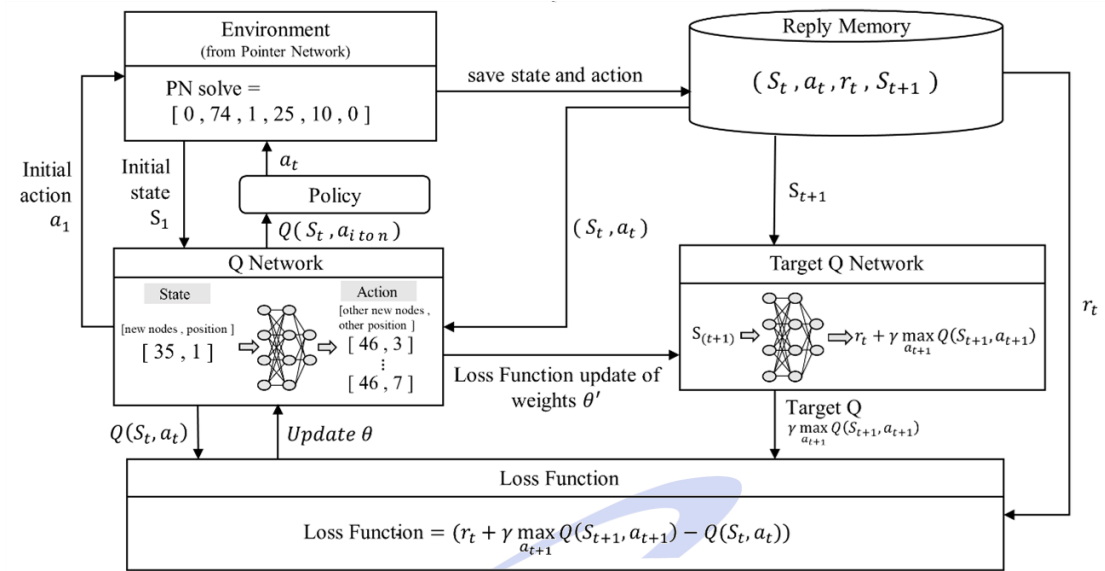 Environment
(from Pointer Network)
PN solve =
[ 0 , 74 , 1 , 25 , 10 , 0 ]
save state and action
Reply Memory
( S_t , a_t , r_t , S_{t+1} )
Initial
action
a_1
Initial
state
S_1
a_t
Policy
Q( S_t , a_{i to n} )
( S_t , a_t )
S_{t+1}
r_t
Q Network
State
[new nodes , position ]
[ 35 , 1 ]
Action
[other new nodes ,
other position ]
[ 46 , 3 ]
⋮
[ 46 , 7 ]
Target Q Network
S_{(t+1)}
r_t + γ max_{a_{t+1}} Q(S_{t+1}, a_{t+1})
Loss Function update of
weights θ′
Q(S_t, a_t)
Update θ
Target Q
γ max_{a_{t+1}} Q(S_{t+1}, a_{t+1})
Loss Function
Loss Function = (r_t + γ max_{a_{t+1}} Q(S_{t+1}, a_{t+1}) − Q(S_t, a_t))